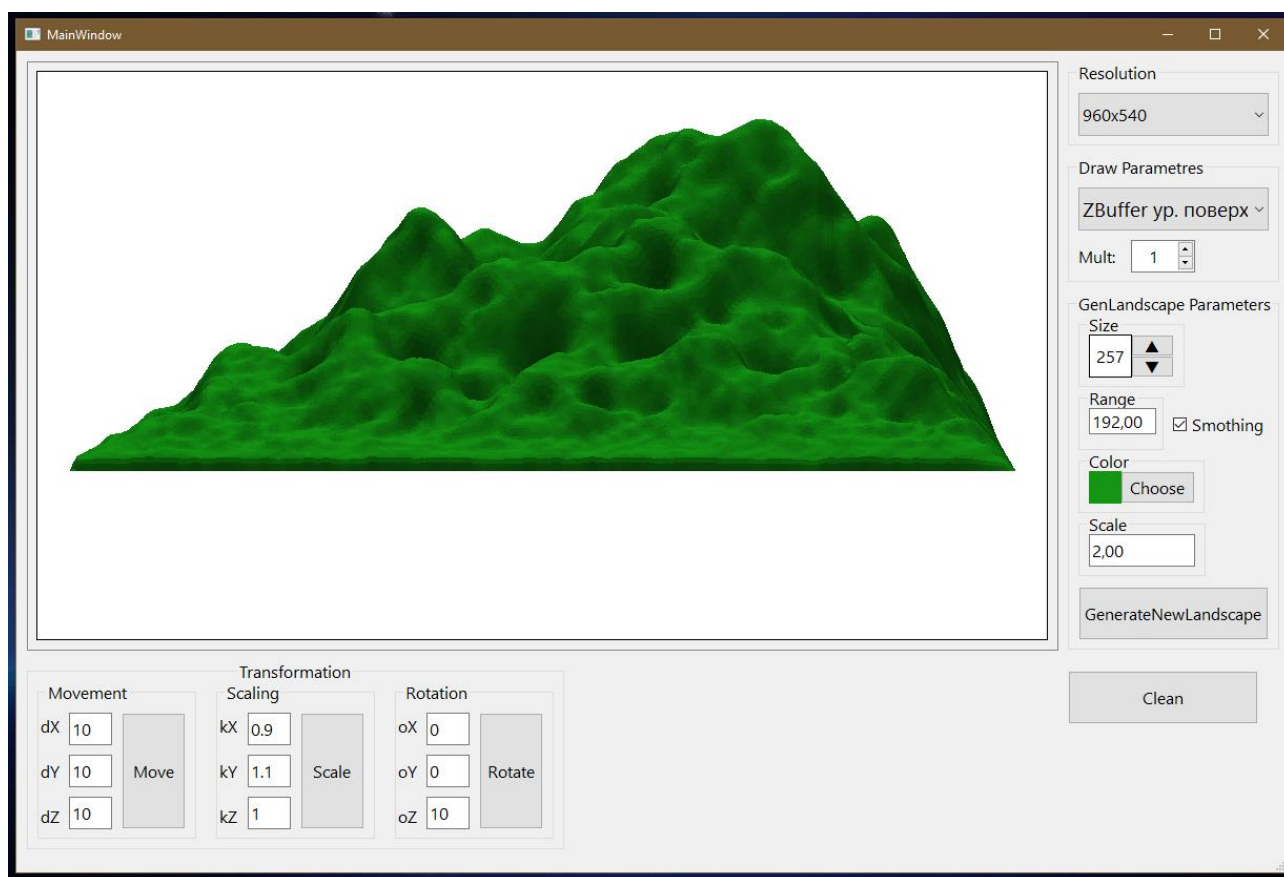 MainWindow
Resolution
960x540
Draw Parametres
ZBuffer ур. поверх
Mult: 1
GenLandscape Parameters
Size
257
Range
192,00 Smothing
Color
Choose
Scale
2,00
GenerateNewLandscape
Clean
Transformation
Movement
dX 10
dY 10
dZ 10
Move
Scaling
kX 0.9
kY 1.1
kZ 1
Scale
Rotation
oX 0
oY 0
oZ 10
Rotate